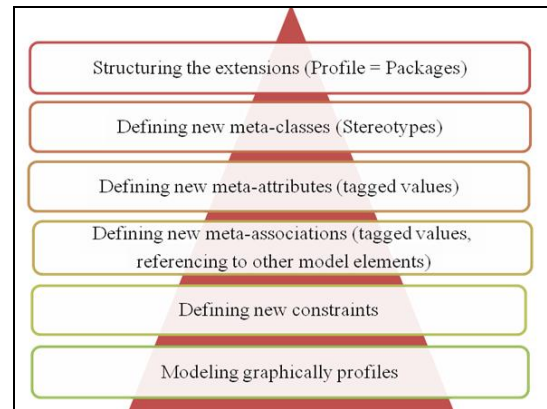 Structuring the extensions (Profile = Packages)
Defining new meta-classes (Stereotypes)
Defining new meta-attributes (tagged values)
Defining new meta-associations (tagged values,
referencing to other model elements)
Defining new constraints
Modeling graphically profiles